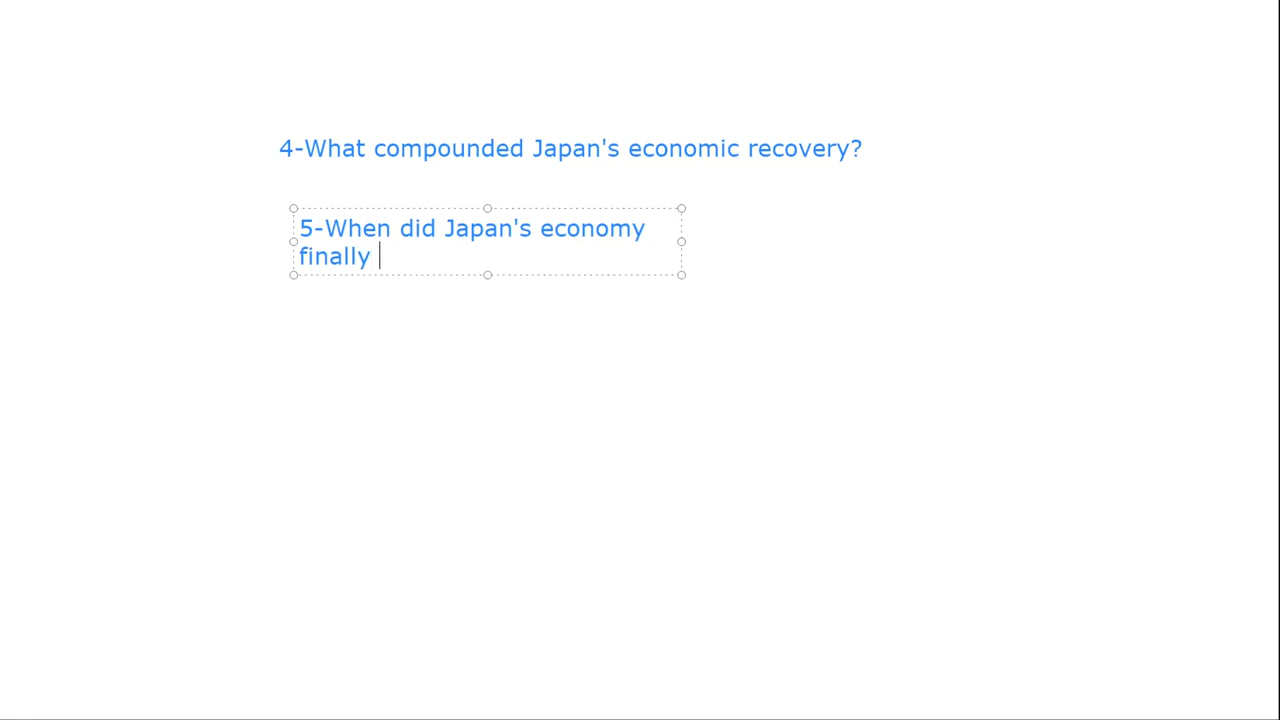 4-What compounded Japan's economic recovery?
5-When did Japan's economy
finally